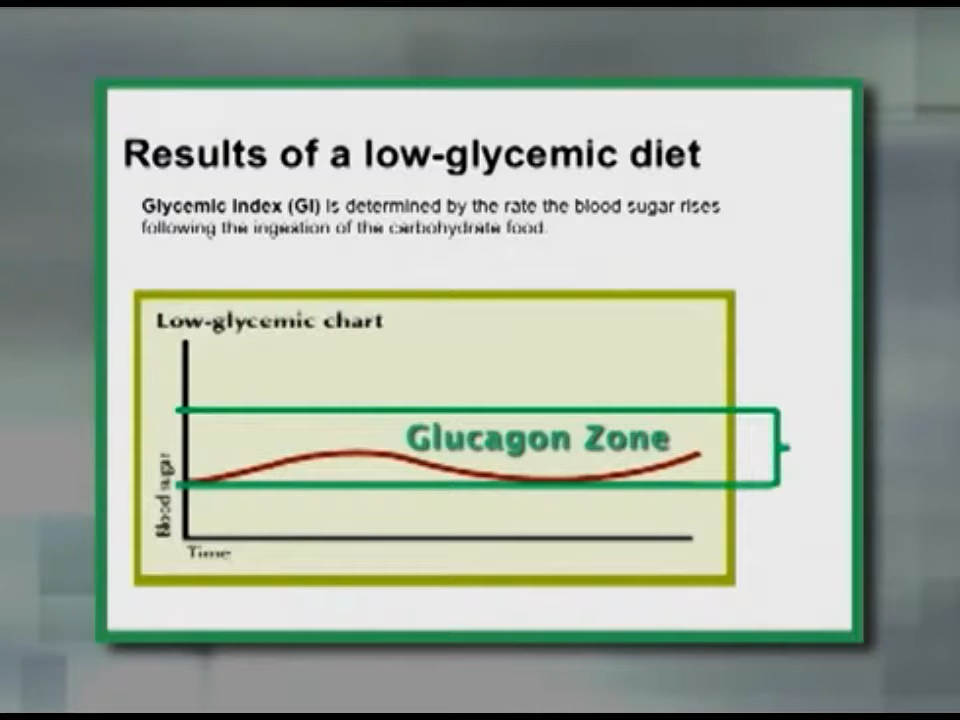 Results of a low-glycemic diet
Glycemic Index (GI) is determined by the rate the blood sugar rises
following the ingestion of the carbohydrate food.
Low-glycemic chart
Glucagon Zone
Blood sugar
Time